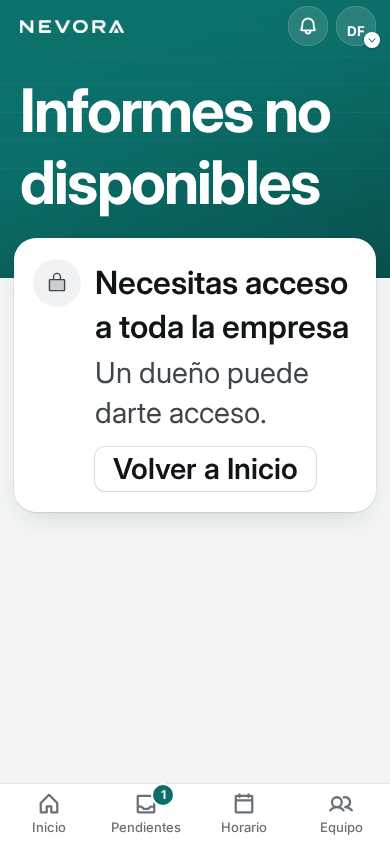 NEVORA
DF
Informes no
disponibles
Necesitas acceso
a toda la empresa
Un dueño puede
darte acceso.
Volver a Inicio
1
Inicio
Pendientes
Horario
Equipo